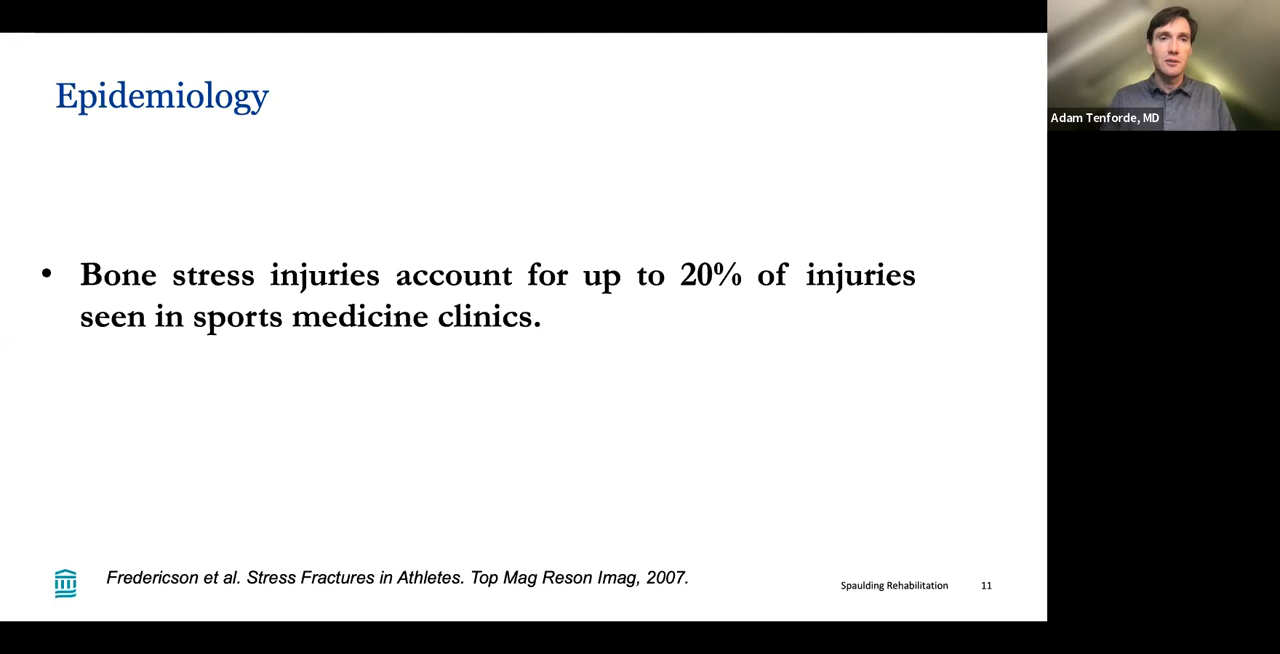 Epidemiology
• Bone stress injuries account for up to 20% of injuries
seen in sports medicine clinics.
Fredericson et al. Stress Fractures in Athletes. Top Mag Reson Imag, 2007.
Spaulding Rehabilitation 11
Adam Tenforde, MD